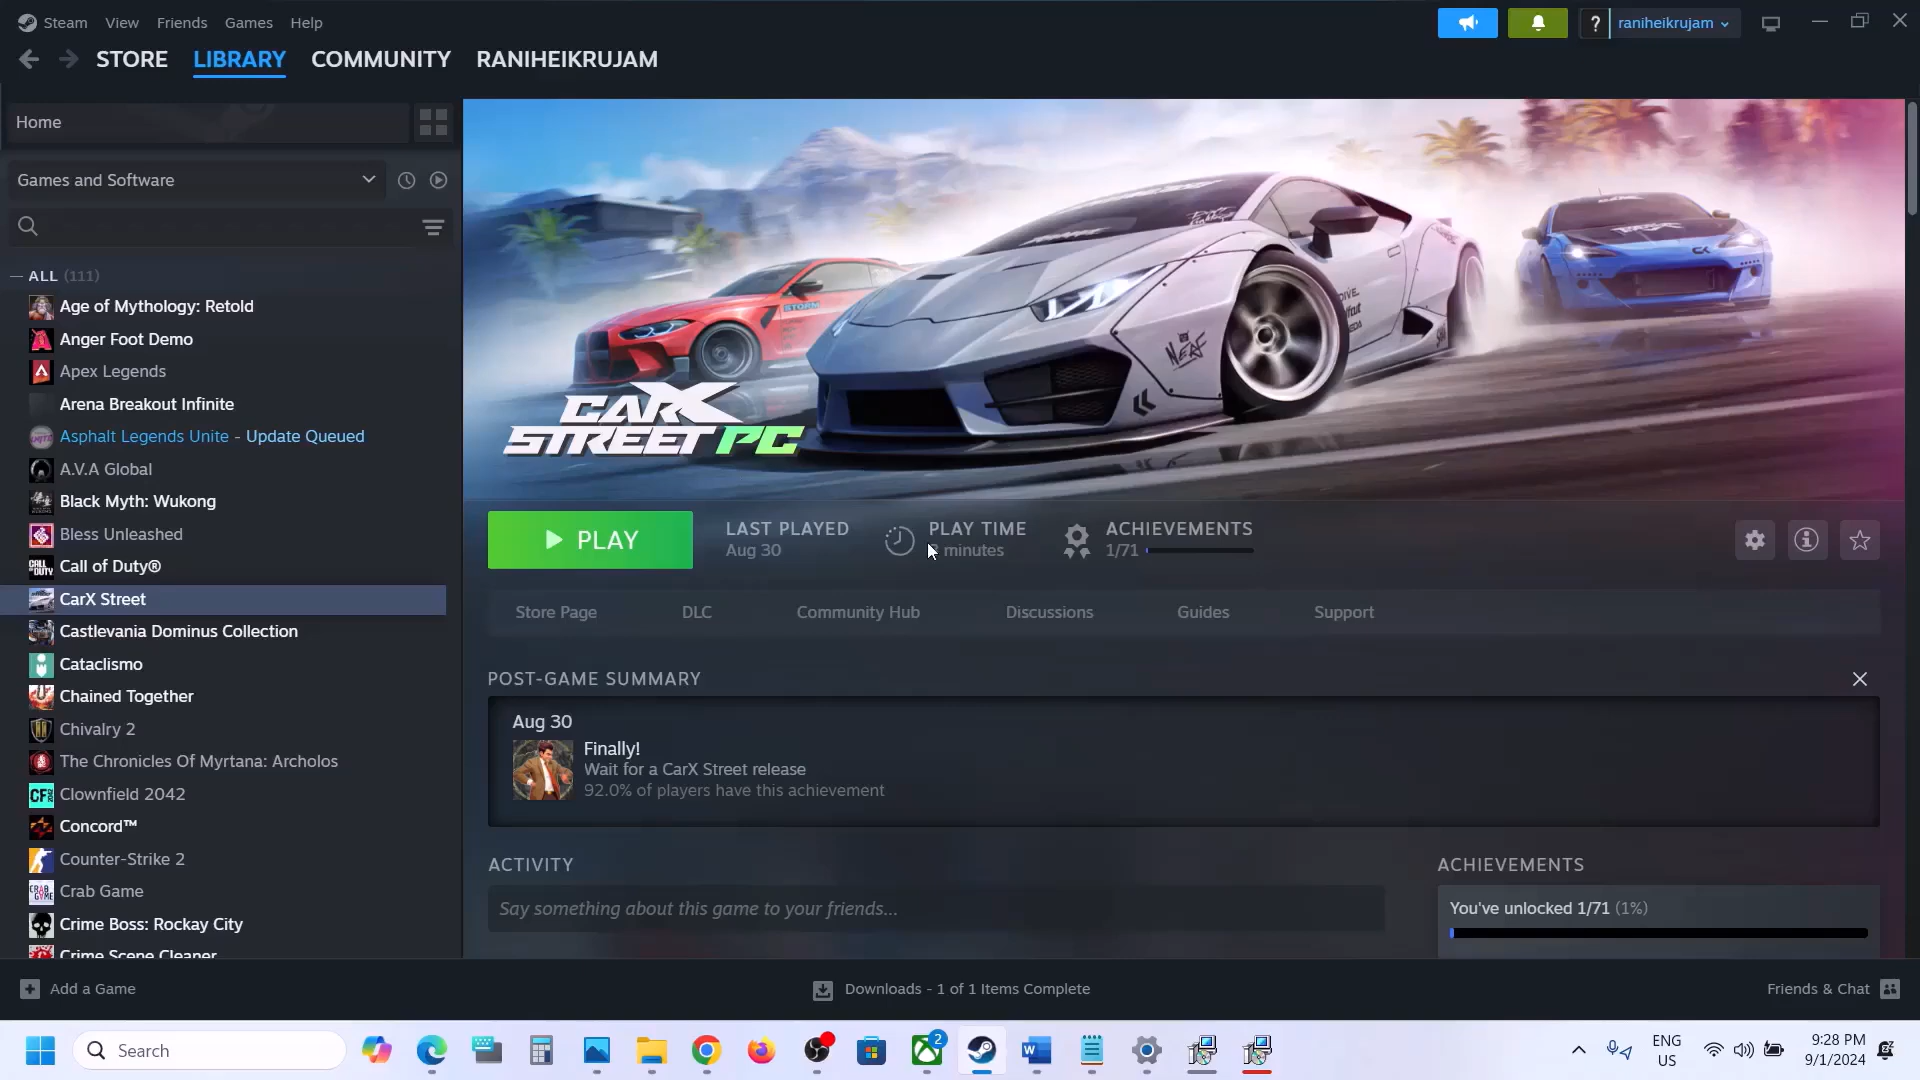 Steam View Friends Games Help
raniheikrujam
STORE LIBRARY COMMUNITY RANIHEIKRUJAM
Home
Games and Software
ALL (111)
Age of Mythology: Retold
Anger Foot Demo
Apex Legends
Arena Breakout Infinite
Asphalt Legends Unite - Update Queued
A.V.A Global
Black Myth: Wukong
Bless Unleashed
Call of Duty®
CarX Street
Castlevania Dominus Collection
Cataclismo
Chained Together
Chivalry 2
The Chronicles Of Myrtana: Archolos
Clownfield 2042
Concord™
Counter-Strike 2
Crab Game
Crime Boss: Rockay City
Crime Scene Cleaner
CARX
STREET PC
NERF
PLAY
LAST PLAYED
Aug 30
PLAY TIME
minutes
ACHIEVEMENTS
1/71
Store Page DLC Community Hub Discussions Guides Support
POST-GAME SUMMARY
Aug 30
Finally!
Wait for a CarX Street release
92.0% of players have this achievement
ACTIVITY
Say something about this game to your friends...
ACHIEVEMENTS
You've unlocked 1/71 (1%)
Add a Game
Downloads - 1 of 1 Items Complete
Friends & Chat
Search
2
ENG
US
9:28 PM
9/1/2024